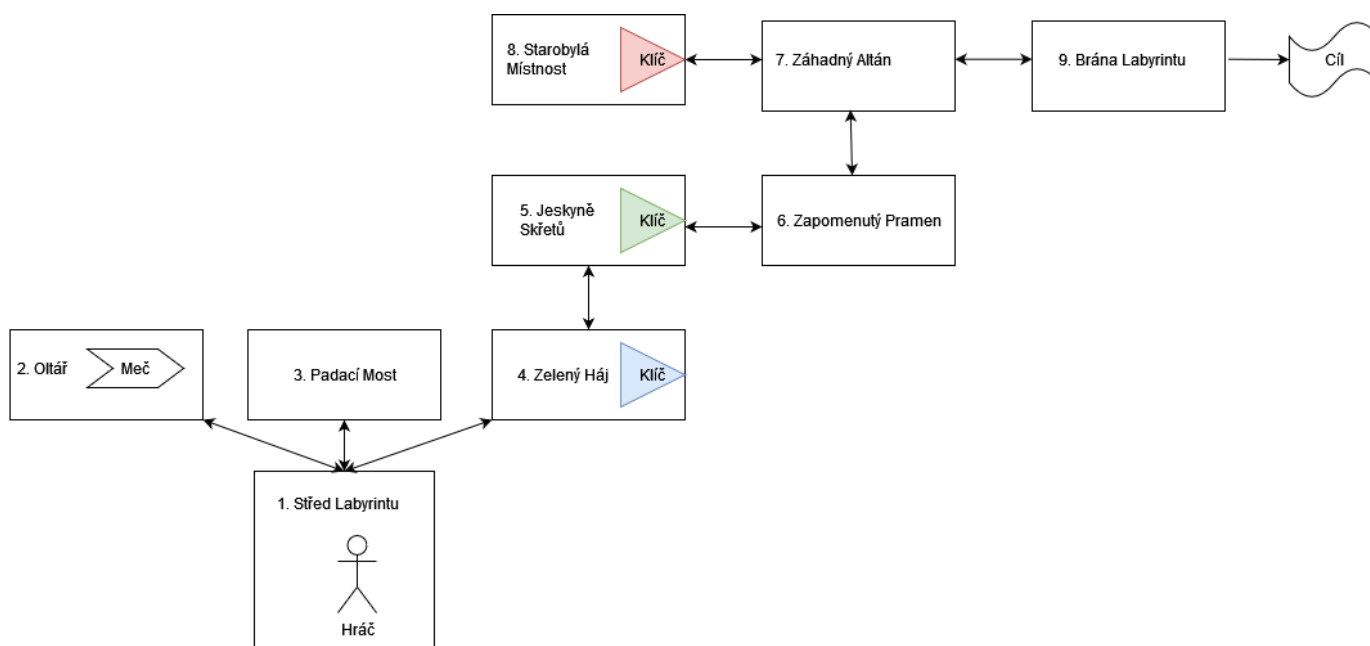 8. Starobylá
Místnost
Klíč
7. Záhadný Altán
9. Brána Labyrintu
Cíl
5. Jeskyně
Skřetů
Klíč
6. Zapomenutý Pramen
2. Oltář
Meč
3. Padací Most
4. Zelený Háj
Klíč
1. Střed Labyrintu
Hráč